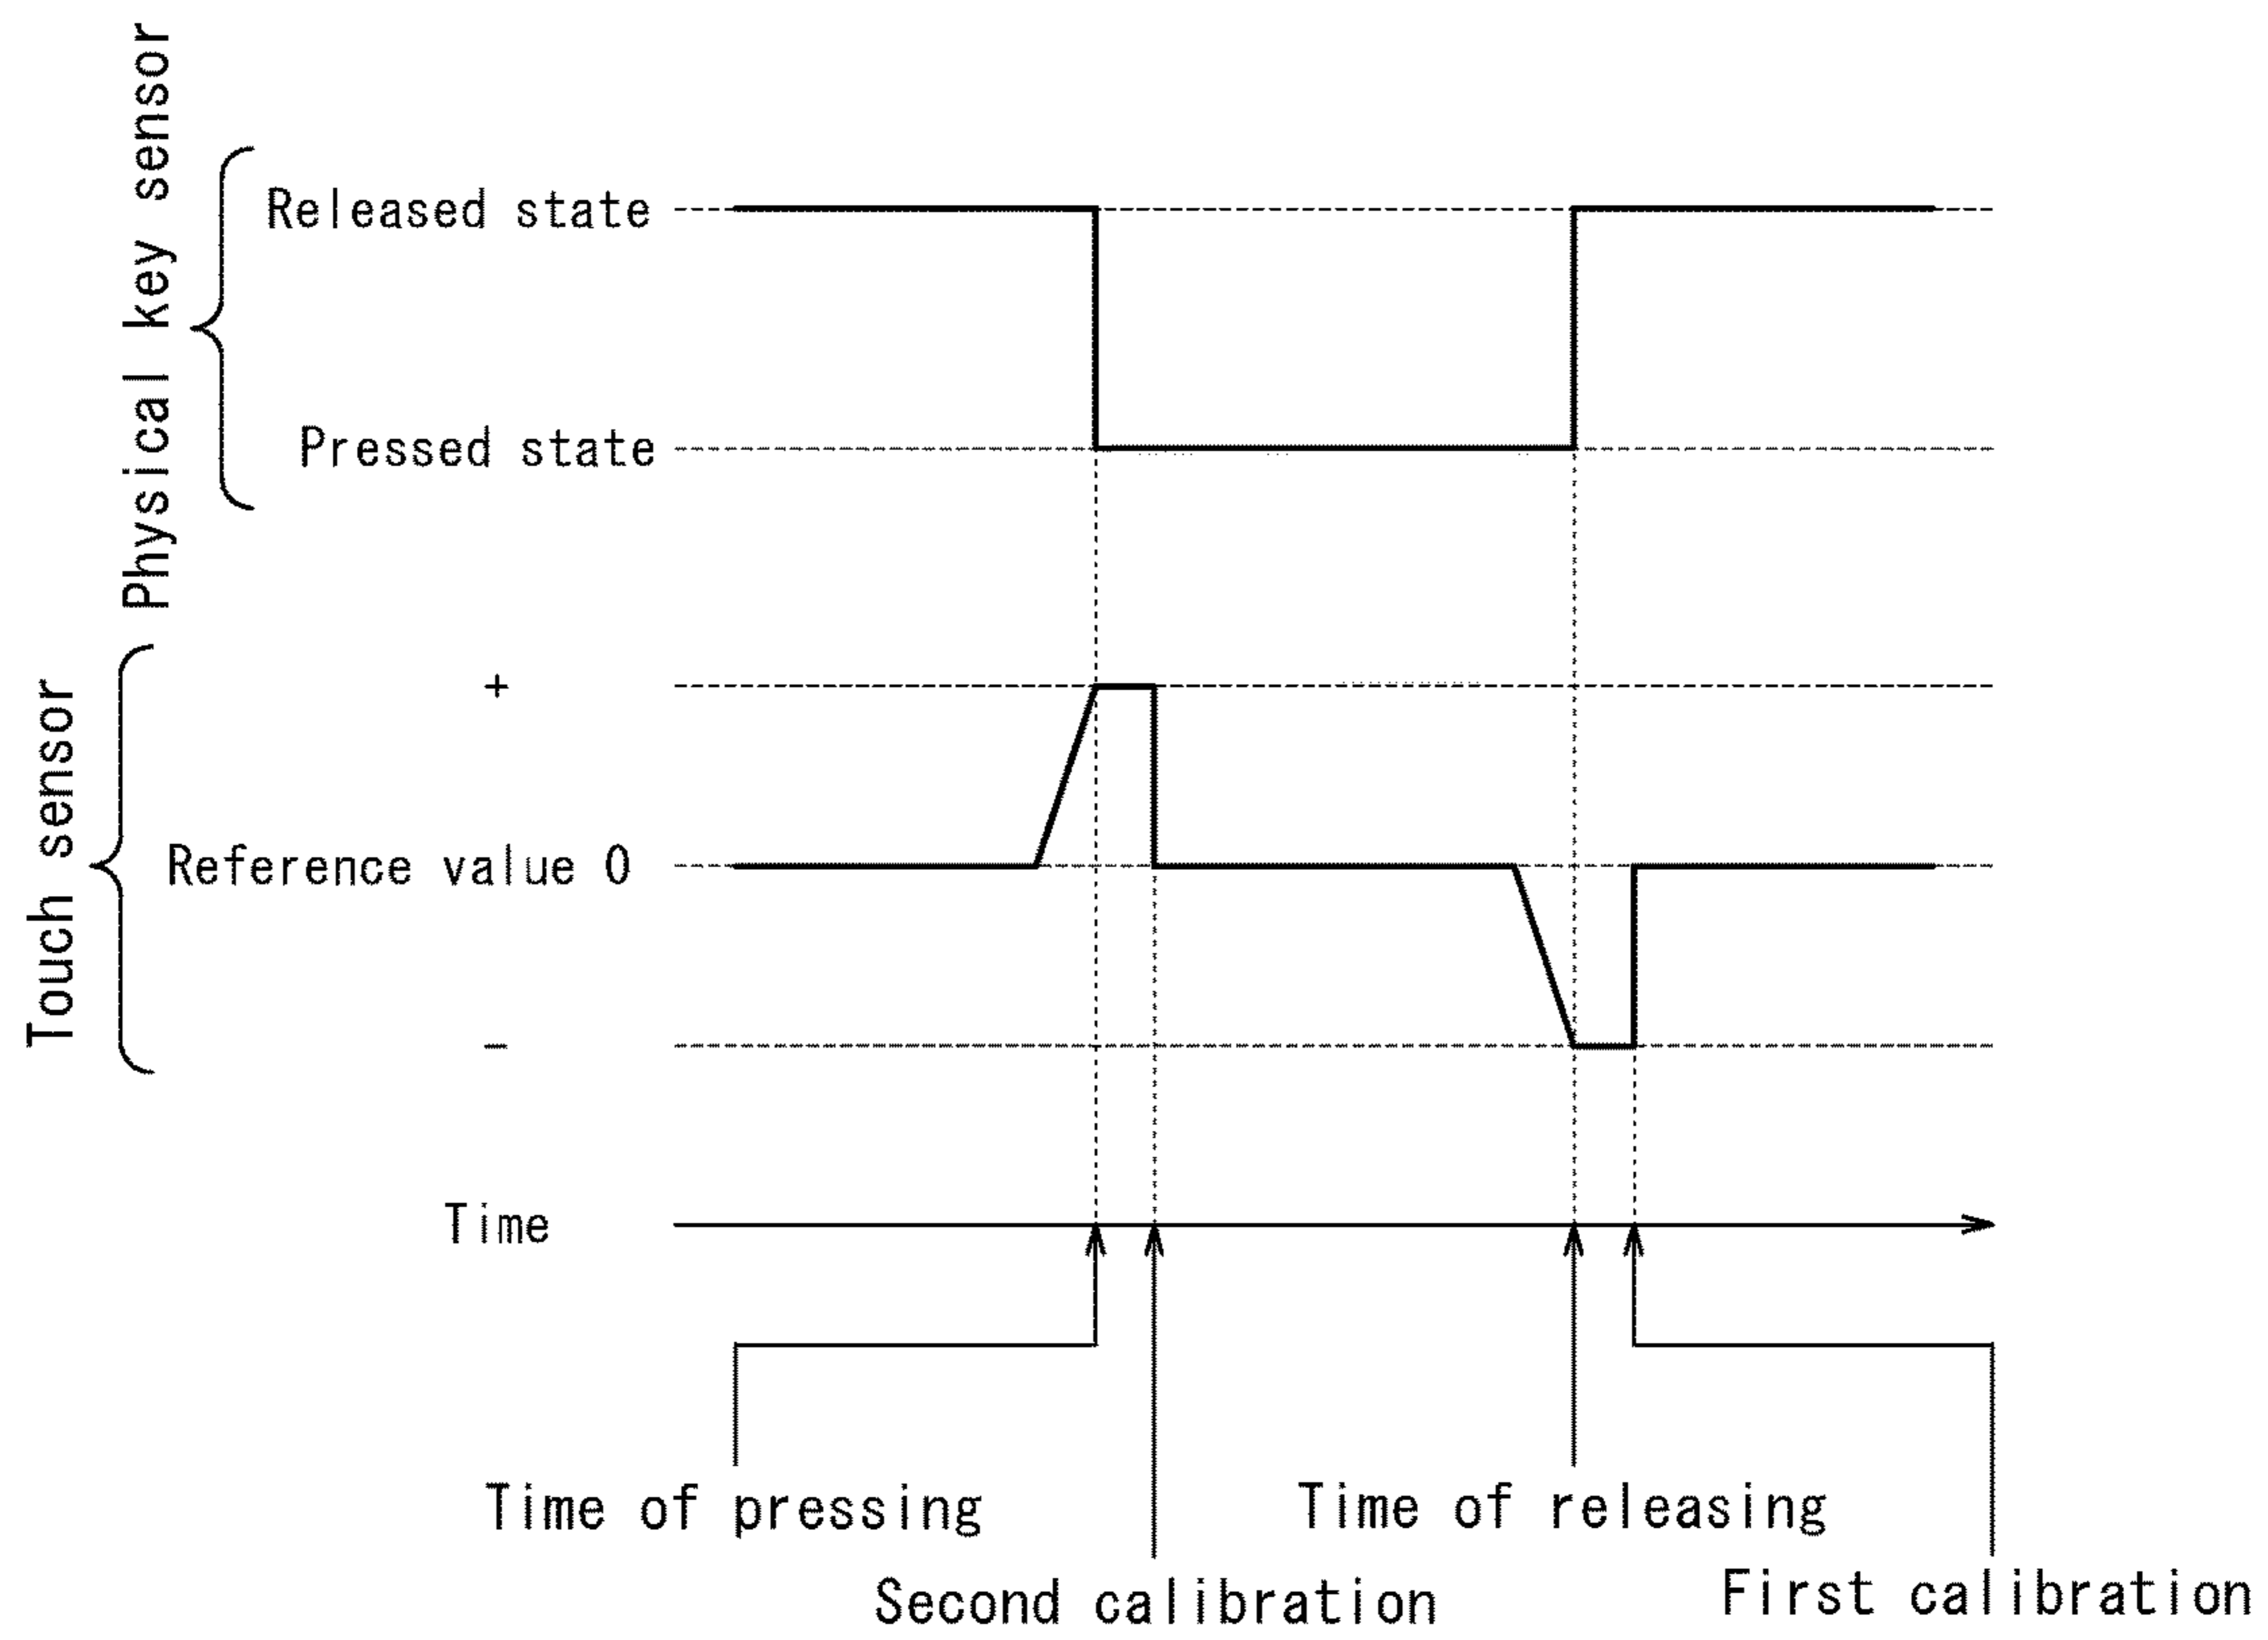 Physical key sensor
Released state
Pressed state
Touch sensor
+
Reference value 0
−
Time
Time of pressing
Time of releasing
Second calibration
First calibration